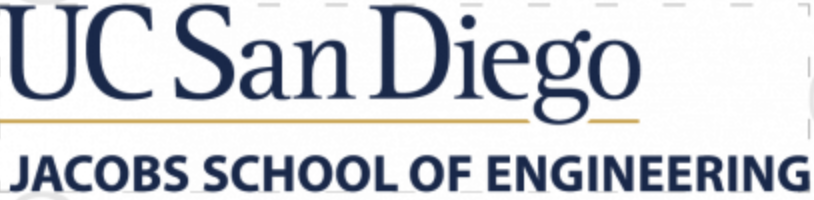 UC San Diego
JACOBS SCHOOL OF ENGINEERING